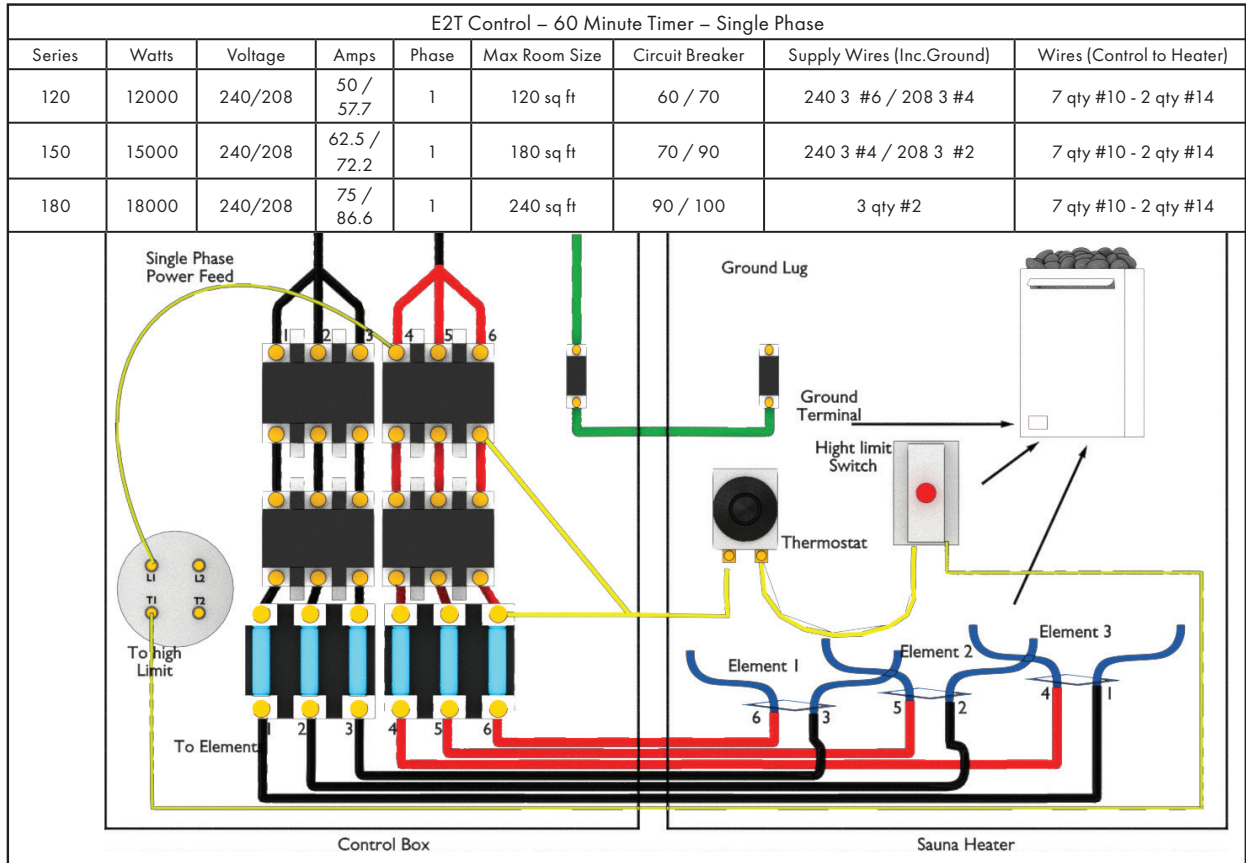 E2T Control – 60 Minute Timer – Single Phase
Series Watts Voltage Amps Phase Max Room Size Circuit Breaker Supply Wires (Inc.Ground) Wires (Control to Heater)
120 12000 240/208 50 / 57.7 1 120 sq ft 60 / 70 240 3 #6 / 208 3 #4 7 qty #10 - 2 qty #14
150 15000 240/208 62.5 / 72.2 1 180 sq ft 70 / 90 240 3 #4 / 208 3 #2 7 qty #10 - 2 qty #14
180 18000 240/208 75 / 86.6 1 240 sq ft 90 / 100 3 qty #2 7 qty #10 - 2 qty #14
Single Phase
Power Feed
Ground Lug
1 2 3 4 5 6
Ground
Terminal
Hight limit
Switch
Thermostat
L1 L2
T1 T2
To high
Limit
Element 1
Element 2
Element 3
6 3 5 2 4 1
1 2 3 4 5 6
To Element
Control Box
Sauna Heater